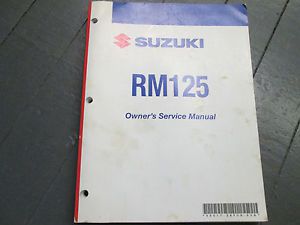 SUZUKI
RM125
Owner's Service Manual